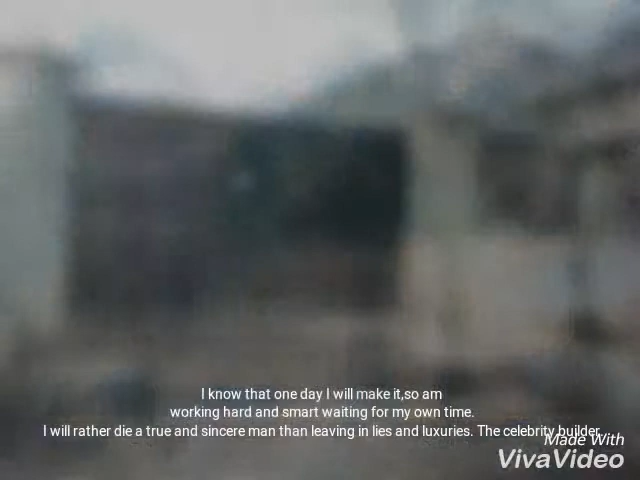 I know that one day I will make it,so am
working hard and smart waiting for my own time.
I will rather die a true and sincere man than leaving in lies and luxuries. The celebrity builder
Made With
VivaVideo